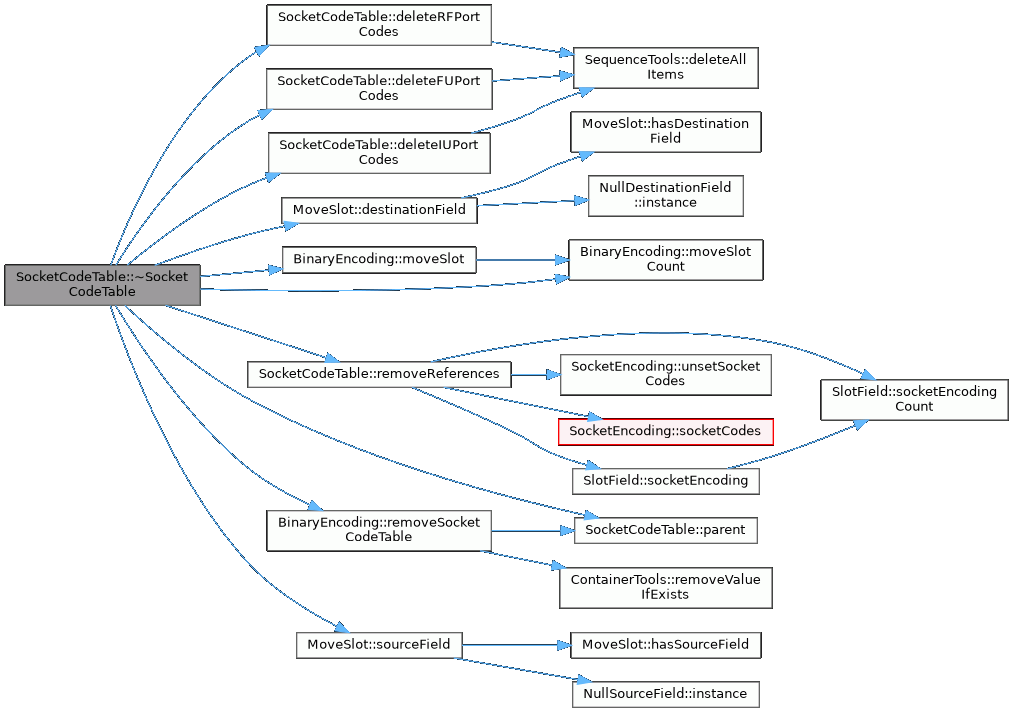 SocketCodeTable::~Socket
CodeTable
SocketCodeTable::deleteRFPort
Codes
SocketCodeTable::deleteFUPort
Codes
SocketCodeTable::deleteIUPort
Codes
MoveSlot::destinationField
BinaryEncoding::moveSlot
SocketCodeTable::removeReferences
BinaryEncoding::removeSocket
CodeTable
MoveSlot::sourceField
SequenceTools::deleteAll
Items
MoveSlot::hasDestination
Field
NullDestinationField
::instance
BinaryEncoding::moveSlot
Count
SocketEncoding::unsetSocket
Codes
SocketEncoding::socketCodes
SlotField::socketEncoding
SocketCodeTable::parent
ContainerTools::removeValue
IfExists
MoveSlot::hasSourceField
NullSourceField::instance
SlotField::socketEncoding
Count